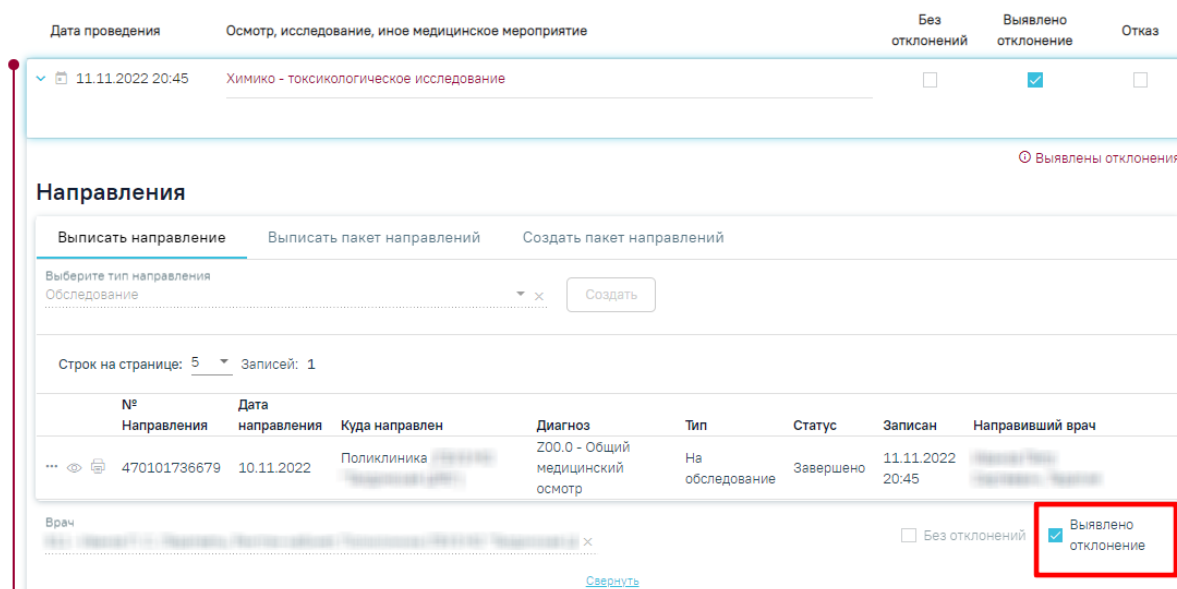 Дата проведения Осмотр, исследование, иное медицинское мероприятие Без отклонений Выявлено отклонение Отказ
11.11.2022 20:45 Химико - токсикологическое исследование
Выявлены отклонения
Направления
Выписать направление Выписать пакет направлений Создать пакет направлений
Выберите тип направления
Обследование Создать
Строк на странице: 5 Записей: 1
№ Дата
Направления направления Куда направлен Диагноз Тип Статус Записан Направивший врач
470101736679 10.11.2022 Поликлиника Z00.0 - Общий медицинский осмотр На обследование Завершено 11.11.2022 20:45
Врач
Без отклонений Выявлено отклонение
Свернуть